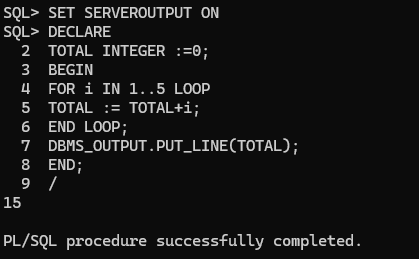 SQL> SET SERVEROUTPUT ON
SQL> DECLARE
  2  TOTAL INTEGER :=0;
  3  BEGIN
  4  FOR i IN 1..5 LOOP
  5  TOTAL := TOTAL+i;
  6  END LOOP;
  7  DBMS_OUTPUT.PUT_LINE(TOTAL);
  8  END;
  9  /
15

PL/SQL procedure successfully completed.